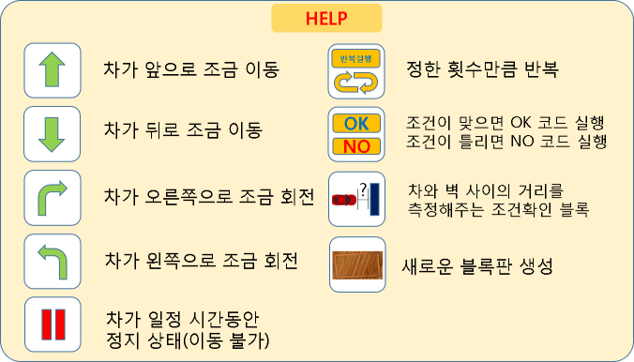 HELP
차가 앞으로 조금 이동
차가 뒤로 조금 이동
차가 오른쪽으로 조금 회전
차가 왼쪽으로 조금 회전
차가 일정 시간동안
정지 상태(이동 불가)
반복실행
정한 횟수만큼 반복
OK
NO
조건이 맞으면 OK 코드 실행
조건이 틀리면 NO 코드 실행
?
차와 벽 사이의 거리를
측정해주는 조건확인 블록
새로운 블록판 생성